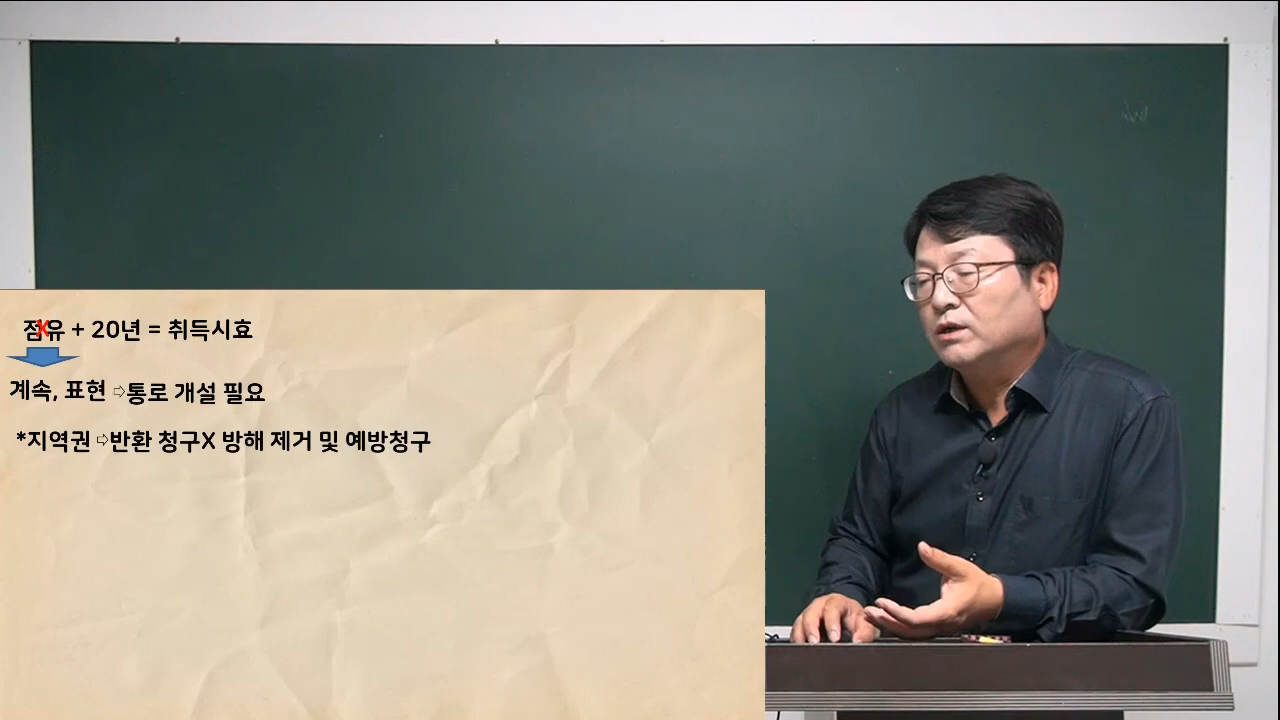 점유 + 20년 = 취득시효
계속, 표현 ⇨통로 개설 필요
*지역권 ⇨반환 청구X 방해 제거 및 예방청구